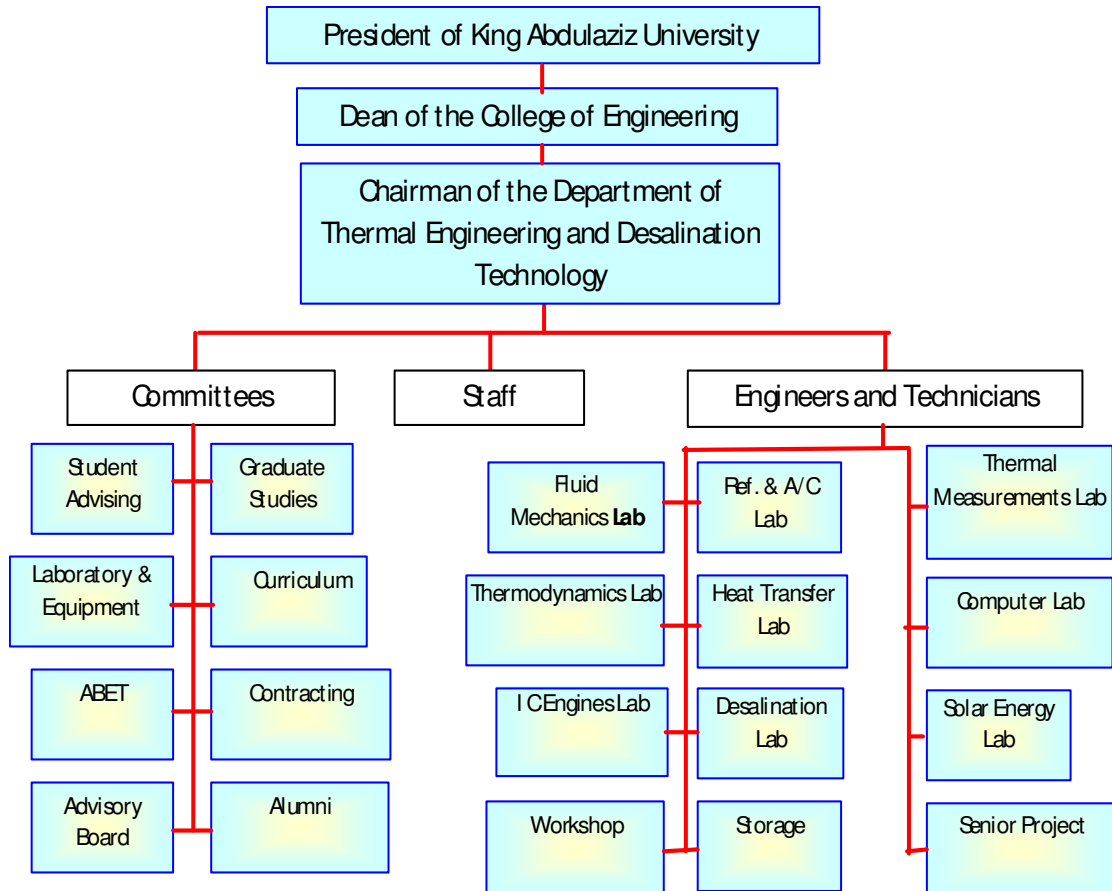 President of King Abdulaziz University
Dean of the College of Engineering
Chairman of the Department of
Thermal Engineering and Desalination
Technology
Committees
Staff
Engineers and Technicians
Student
Advising
Graduate
Studies
Laboratory &
Equipment
Curriculum
ABET
Contracting
Advisory
Board
Alumni
Fluid
Mechanics Lab
Ref. & A/C
Lab
Thermal
Measurements Lab
Thermodynamics Lab
Heat Transfer
Lab
Computer Lab
I C Engines Lab
Desalination
Lab
Solar Energy
Lab
Workshop
Storage
Senior Project